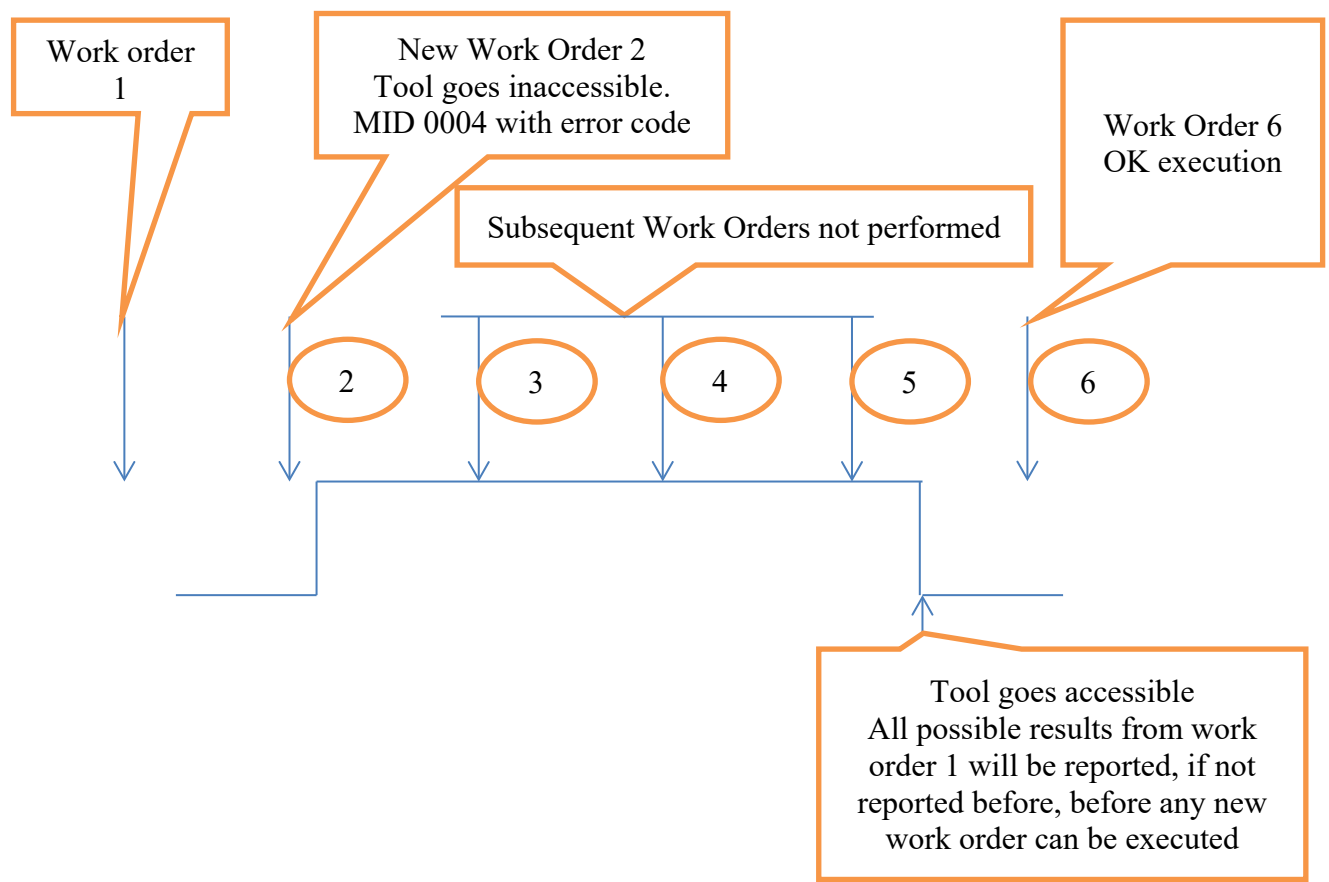 Work order
1
New Work Order 2
Tool goes inaccessible.
MID 0004 with error code
Work Order 6
OK execution
Subsequent Work Orders not performed
2
3
4
5
6
Tool goes accessible
All possible results from work
order 1 will be reported, if not
reported before, before any new
work order can be executed